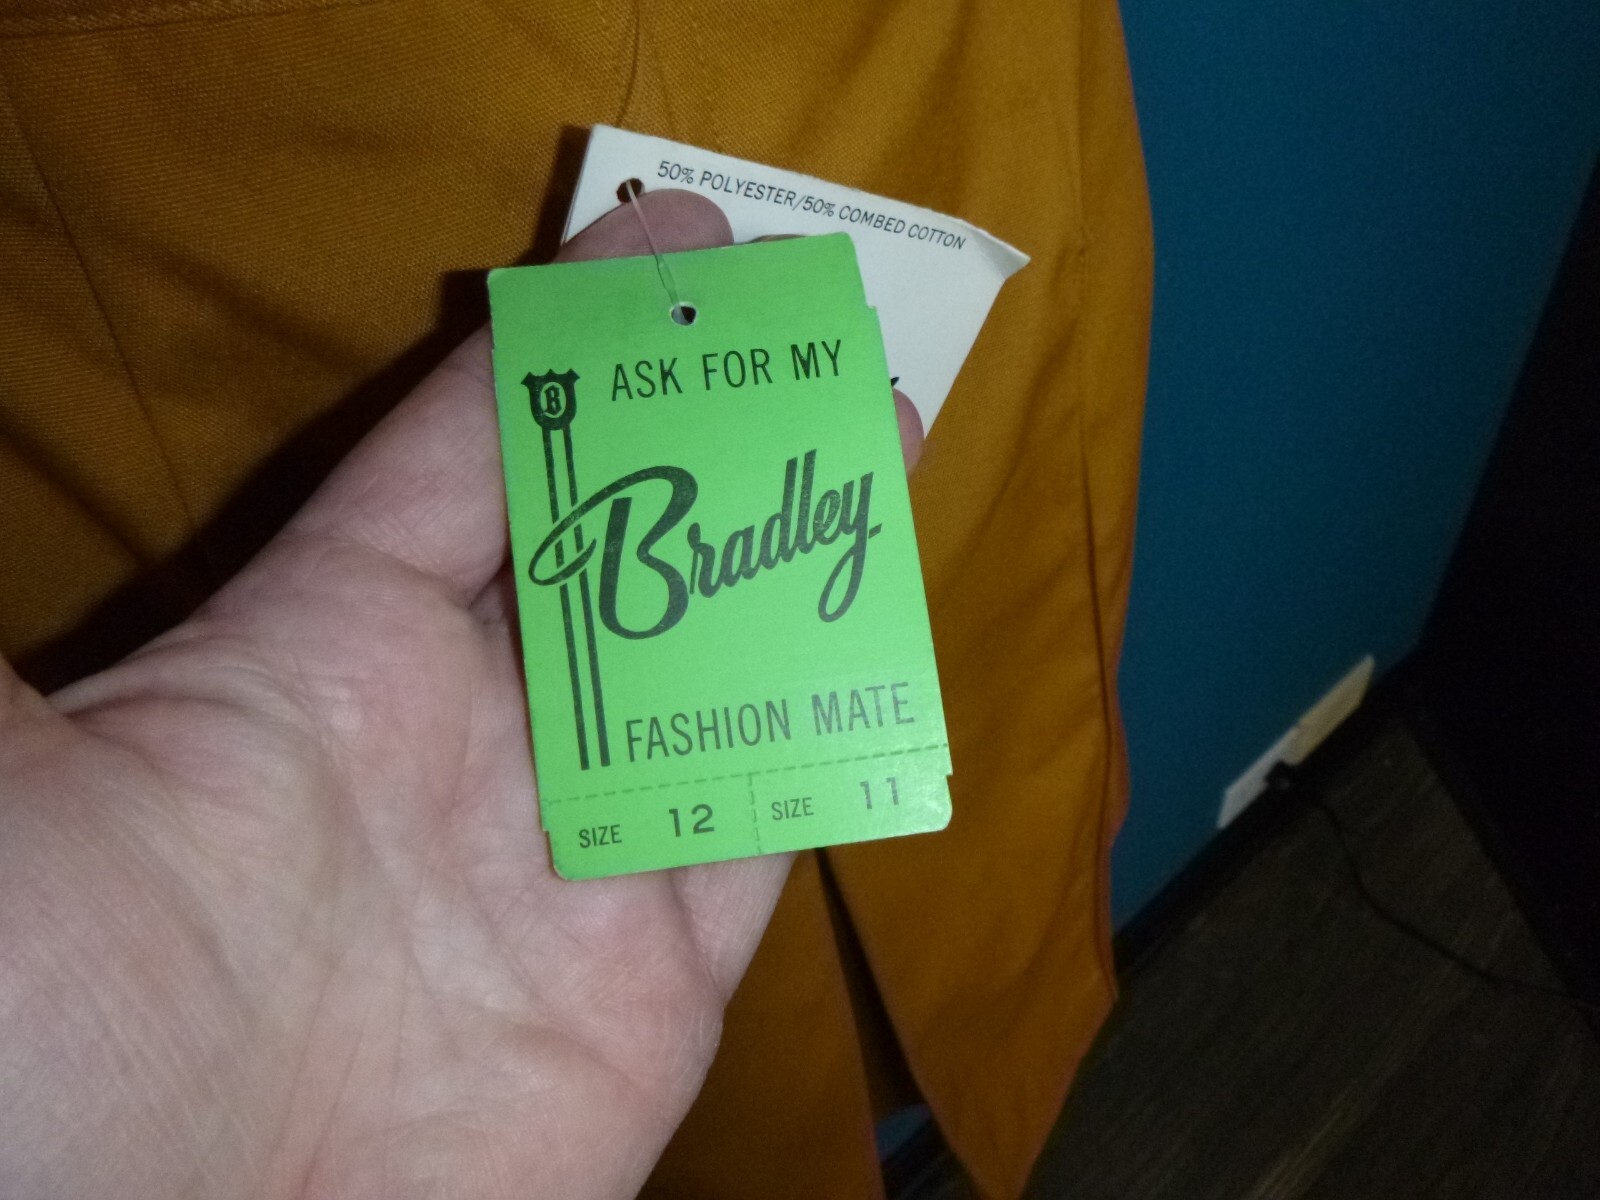 50% POLYESTER/50% COMBED COTTON
B
ASK FOR MY
Bradley
FASHION MATE
SIZE 12 SIZE 11